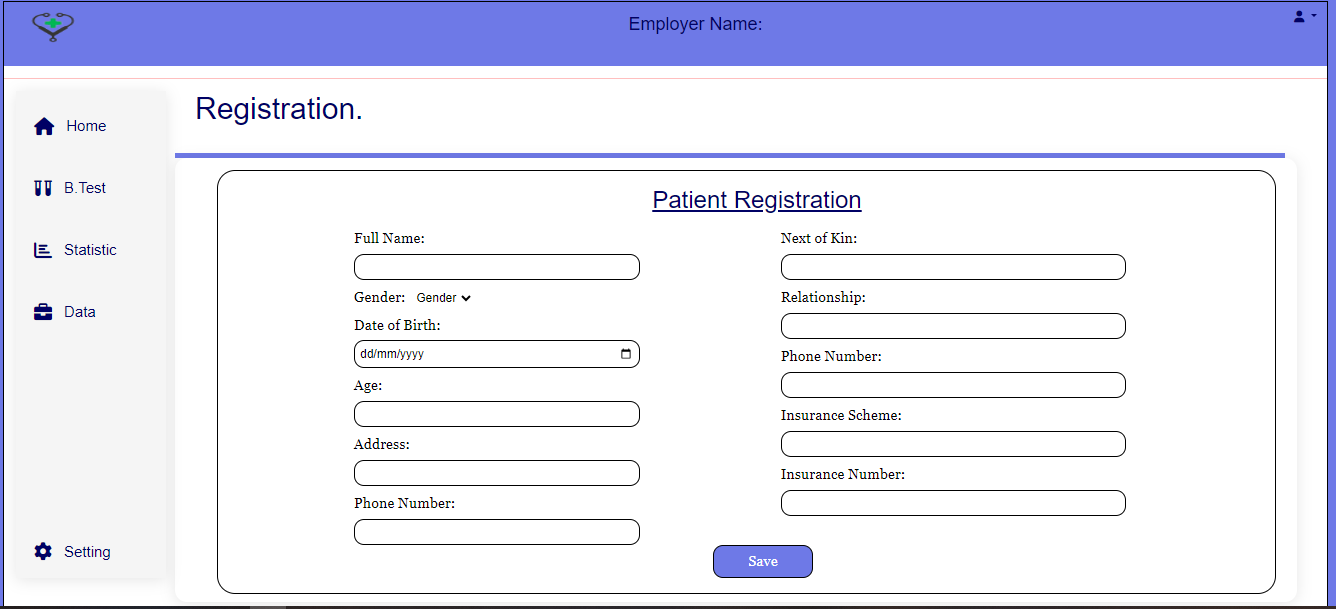 Employer Name:
Registration.
Home
B.Test
Statistic
Data
Setting
Patient Registration
Full Name:
Gender: Gender
Date of Birth:
dd/mm/yyyy
Age:
Address:
Phone Number:
Next of Kin:
Relationship:
Phone Number:
Insurance Scheme:
Insurance Number:
Save